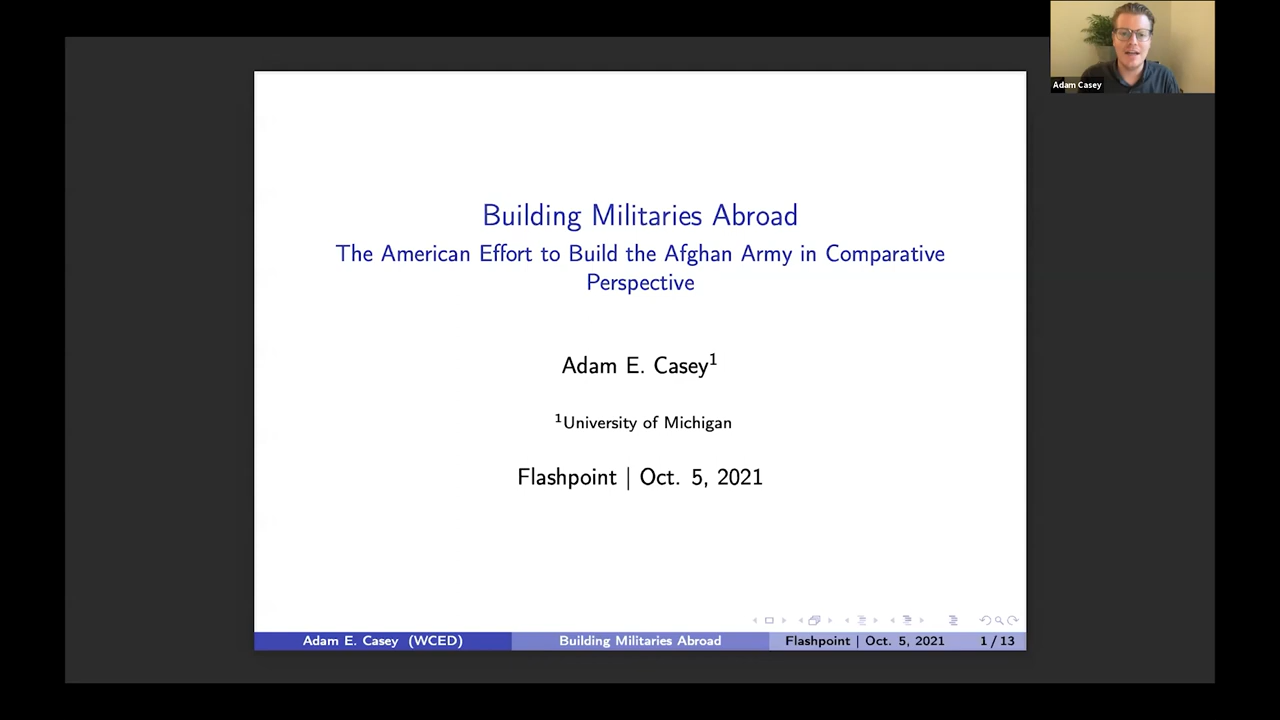 Adam Casey
Building Militaries Abroad
The American Effort to Build the Afghan Army in Comparative
Perspective
Adam E. Casey¹
¹University of Michigan
Flashpoint | Oct. 5, 2021
Adam E. Casey (WCED)
Building Militaries Abroad
Flashpoint | Oct. 5, 2021
1 / 13